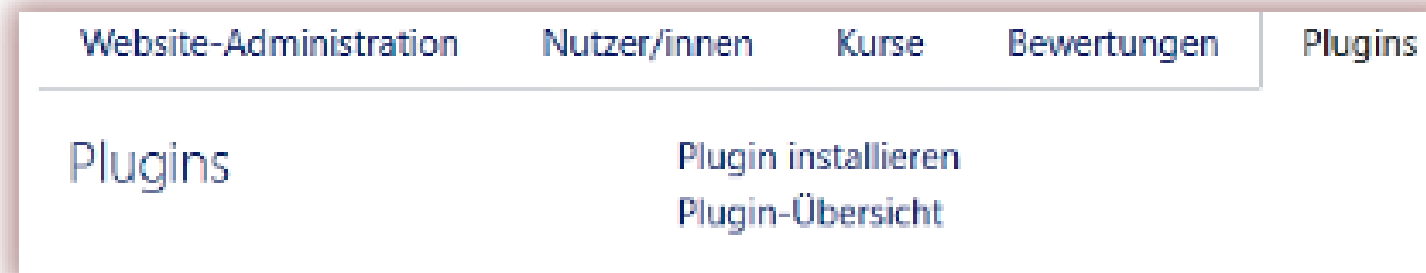 Website-Administration Nutzer/innen Kurse Bewertungen Plugins
Plugins Plugin installieren
Plugin-Übersicht